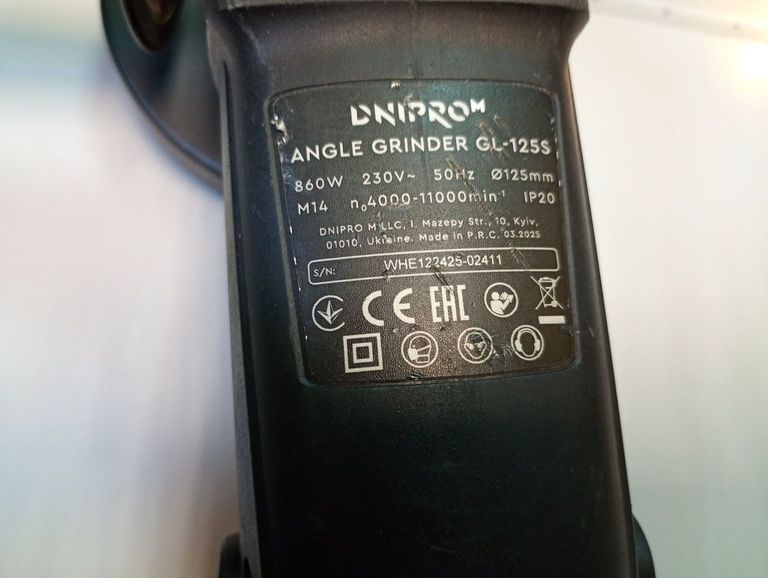 DNIPRO M
ANGLE GRINDER GL-125S
860W 230V~ 50Hz Ø125mm
M14 n₀4000-11000min⁻¹ IP20
DNIPRO M LLC, I. Mazepy Str., 10, Kyiv,
01010, Ukraine. Made in P.R.C. 03.2025
S/N: WHE122425-02411
CE EAC